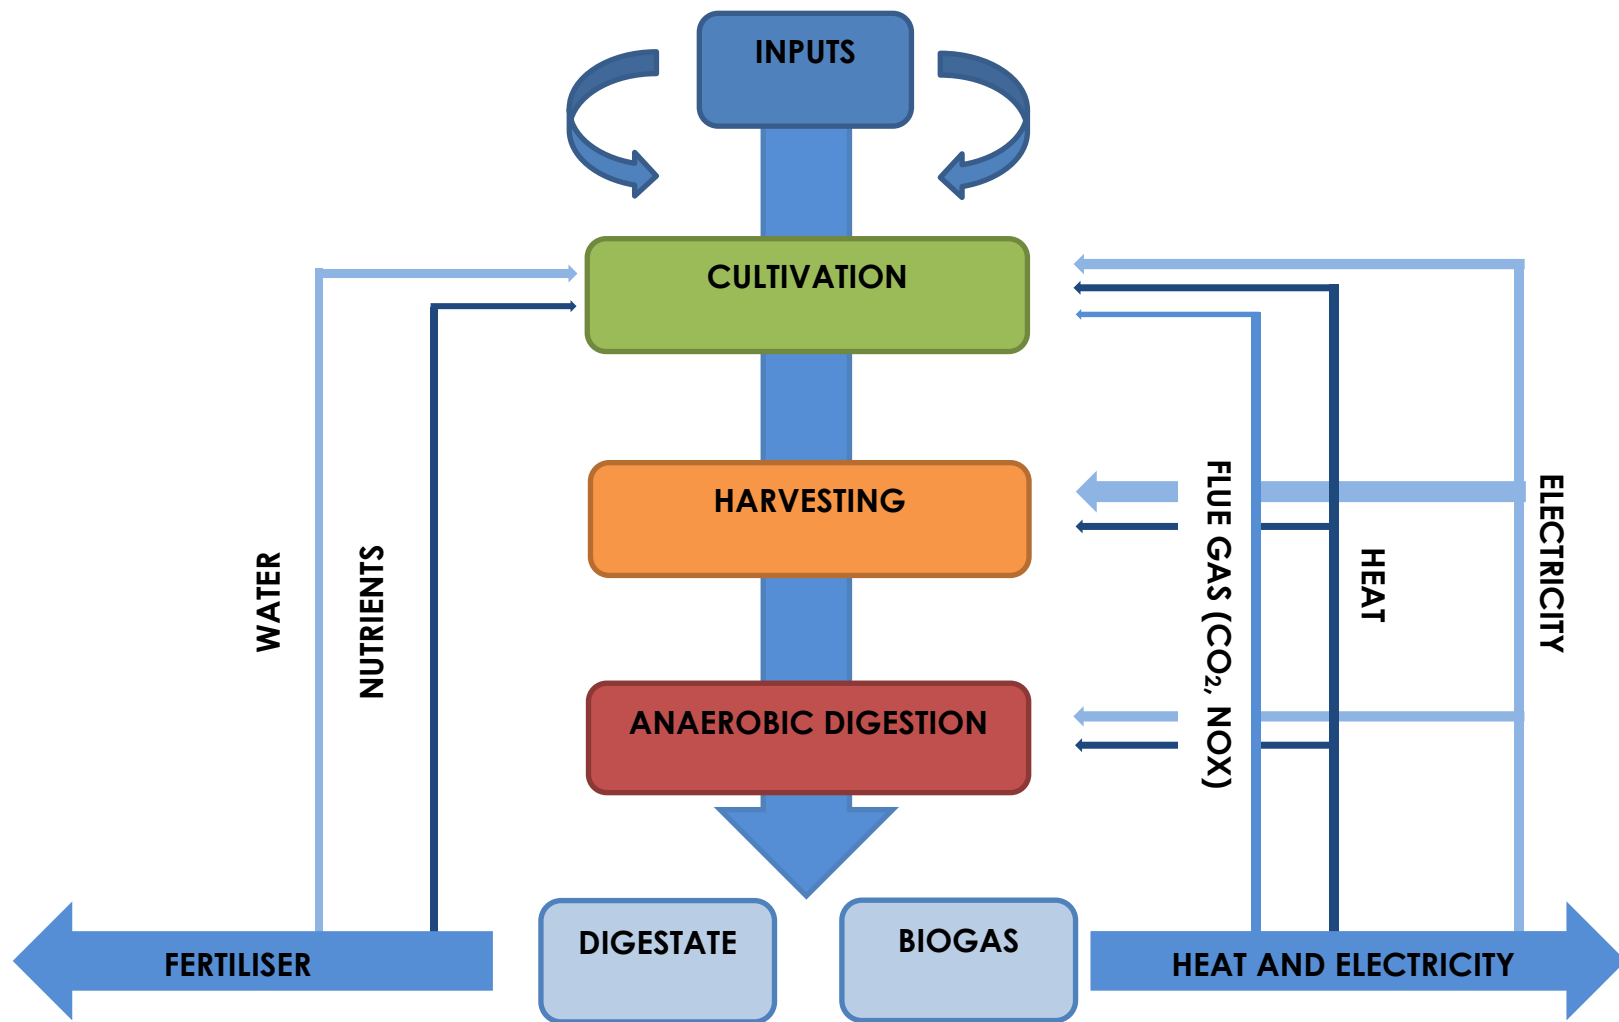 INPUTS
CULTIVATION
HARVESTING
ANAEROBIC DIGESTION
WATER
NUTRIENTS
FLUE GAS (CO₂, NOX)
HEAT
ELECTRICITY
DIGESTATE
BIOGAS
FERTILISER
HEAT AND ELECTRICITY